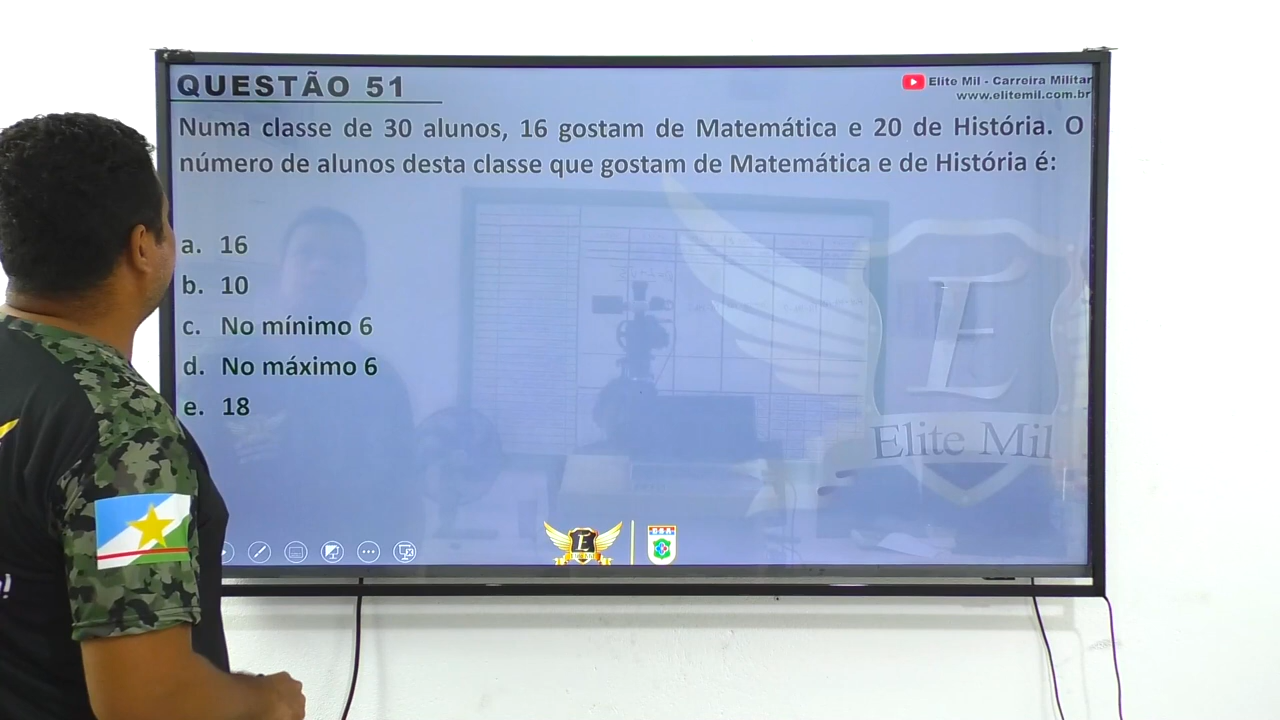 QUESTÃO 51
Elite Mil - Carreira Militar
www.elitemil.com.br
Numa classe de 30 alunos, 16 gostam de Matemática e 20 de História. O
número de alunos desta classe que gostam de Matemática e de História é:
a. 16
b. 10
c. No mínimo 6
d. No máximo 6
e. 18
E
Elite Mil